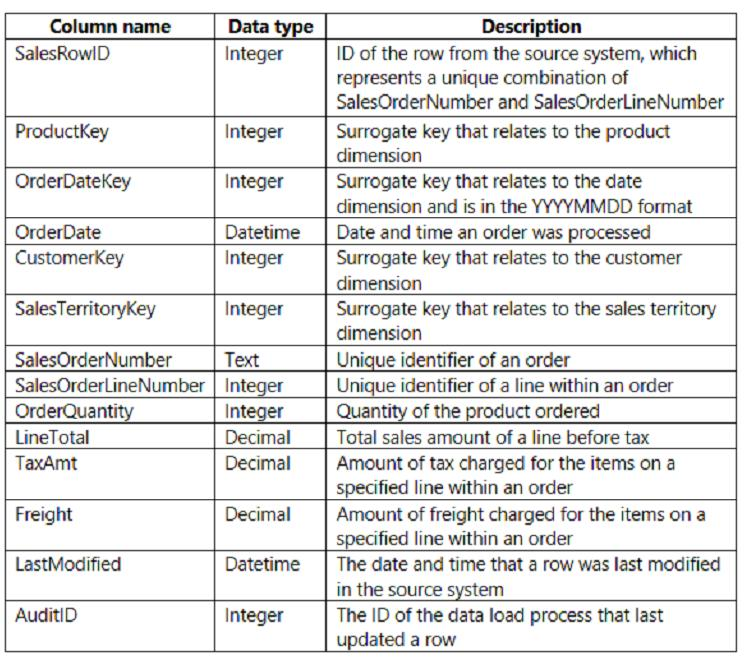 Column name Data type Description
SalesRowID Integer ID of the row from the source system, which
represents a unique combination of
SalesOrderNumber and SalesOrderLineNumber
ProductKey Integer Surrogate key that relates to the product
dimension
OrderDateKey Integer Surrogate key that relates to the date
dimension and is in the YYYYMMDD format
OrderDate Datetime Date and time an order was processed
CustomerKey Integer Surrogate key that relates to the customer
dimension
SalesTerritoryKey Integer Surrogate key that relates to the sales territory
dimension
SalesOrderNumber Text Unique identifier of an order
SalesOrderLineNumber Integer Unique identifier of a line within an order
OrderQuantity Integer Quantity of the product ordered
LineTotal Decimal Total sales amount of a line before tax
TaxAmt Decimal Amount of tax charged for the items on a
specified line within an order
Freight Decimal Amount of freight charged for the items on a
specified line within an order
LastModified Datetime The date and time that a row was last modified
in the source system
AuditID Integer The ID of the data load process that last
updated a row